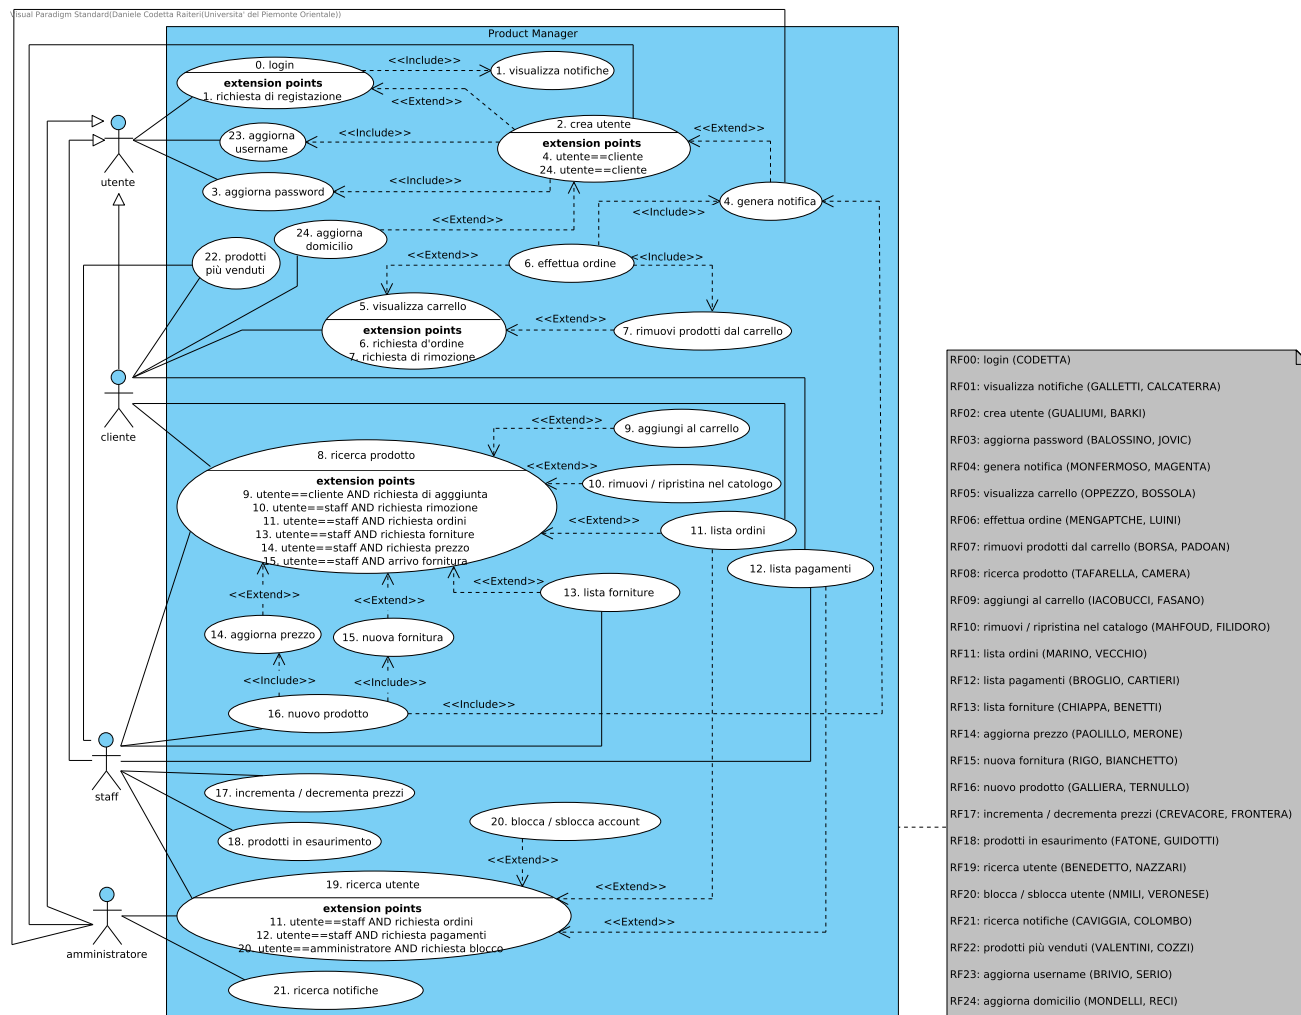 Visual Paradigm Standard(Daniele Codetta Raiteri(Universita' del Piemonte Orientale))
Product Manager
0. login
extension points
1. richiesta di registazione
<<Include>>
1. visualizza notifiche
<<Extend>>
2. crea utente
extension points
4. utente==cliente
24. utente==cliente
<<Extend>>
23. aggiorna
username
<<Include>>
utente
3. aggiorna password
<<Include>>
4. genera notifica
<<Include>>
24. aggiorna
domicilio
<<Extend>>
22. prodotti
più venduti
<<Extend>>
6. effettua ordine
<<Include>>
5. visualizza carrello
extension points
6. richiesta d'ordine
7. richiesta di rimozione
<<Extend>>
7. rimuovi prodotti dal carrello
cliente
<<Extend>>
9. aggiungi al carrello
8. ricerca prodotto
extension points
9. utente==cliente AND richiesta di agggiunta
10. utente==staff AND richiesta rimozione
11. utente==staff AND richiesta ordini
13. utente==staff AND richiesta forniture
14. utente==staff AND richiesta prezzo
15. utente==staff AND arrivo fornitura
<<Extend>>
10. rimuovi / ripristina nel catologo
<<Extend>>
11. lista ordini
12. lista pagamenti
<<Extend>>
<<Extend>>
<<Extend>>
13. lista forniture
14. aggiorna prezzo
15. nuova fornitura
<<Include>>
<<Include>>
16. nuovo prodotto
<<Include>>
staff
17. incrementa / decrementa prezzi
18. prodotti in esaurimento
20. blocca / sblocca account
<<Extend>>
19. ricerca utente
extension points
11. utente==staff AND richiesta ordini
12. utente==staff AND richiesta pagamenti
20. utente==amministratore AND richiesta blocco
<<Extend>>
<<Extend>>
amministratore
21. ricerca notifiche
RF00: login (CODETTA)
RF01: visualizza notifiche (GALLETTI, CALCATERRA)
RF02: crea utente (GUALIUMI, BARKI)
RF03: aggiorna password (BALOSSINO, JOVIC)
RF04: genera notifica (MONFERMOSO, MAGENTA)
RF05: visualizza carrello (OPPEZZO, BOSSOLA)
RF06: effettua ordine (MENGAPTCHE, LUINI)
RF07: rimuovi prodotti dal carrello (BORSA, PADOAN)
RF08: ricerca prodotto (TAFARELLA, CAMERA)
RF09: aggiungi al carrello (IACOBUCCI, FASANO)
RF10: rimuovi / ripristina nel catalogo (MAHFOUD, FILIDORO)
RF11: lista ordini (MARINO, VECCHIO)
RF12: lista pagamenti (BROGLIO, CARTIERI)
RF13: lista forniture (CHIAPPA, BENETTI)
RF14: aggiorna prezzo (PAOLILLO, MERONE)
RF15: nuova fornitura (RIGO, BIANCHETTO)
RF16: nuovo prodotto (GALLIERA, TERNULLO)
RF17: incrementa / decrementa prezzi (CREVACORE, FRONTERA)
RF18: prodotti in esaurimento (FATONE, GUIDOTTI)
RF19: ricerca utente (BENEDETTO, NAZZARI)
RF20: blocca / sblocca utente (NMILI, VERONESE)
RF21: ricerca notifiche (CAVIGGIA, COLOMBO)
RF22: prodotti più venduti (VALENTINI, COZZI)
RF23: aggiorna username (BRIVIO, SERIO)
RF24: aggiorna domicilio (MONDELLI, RECI)